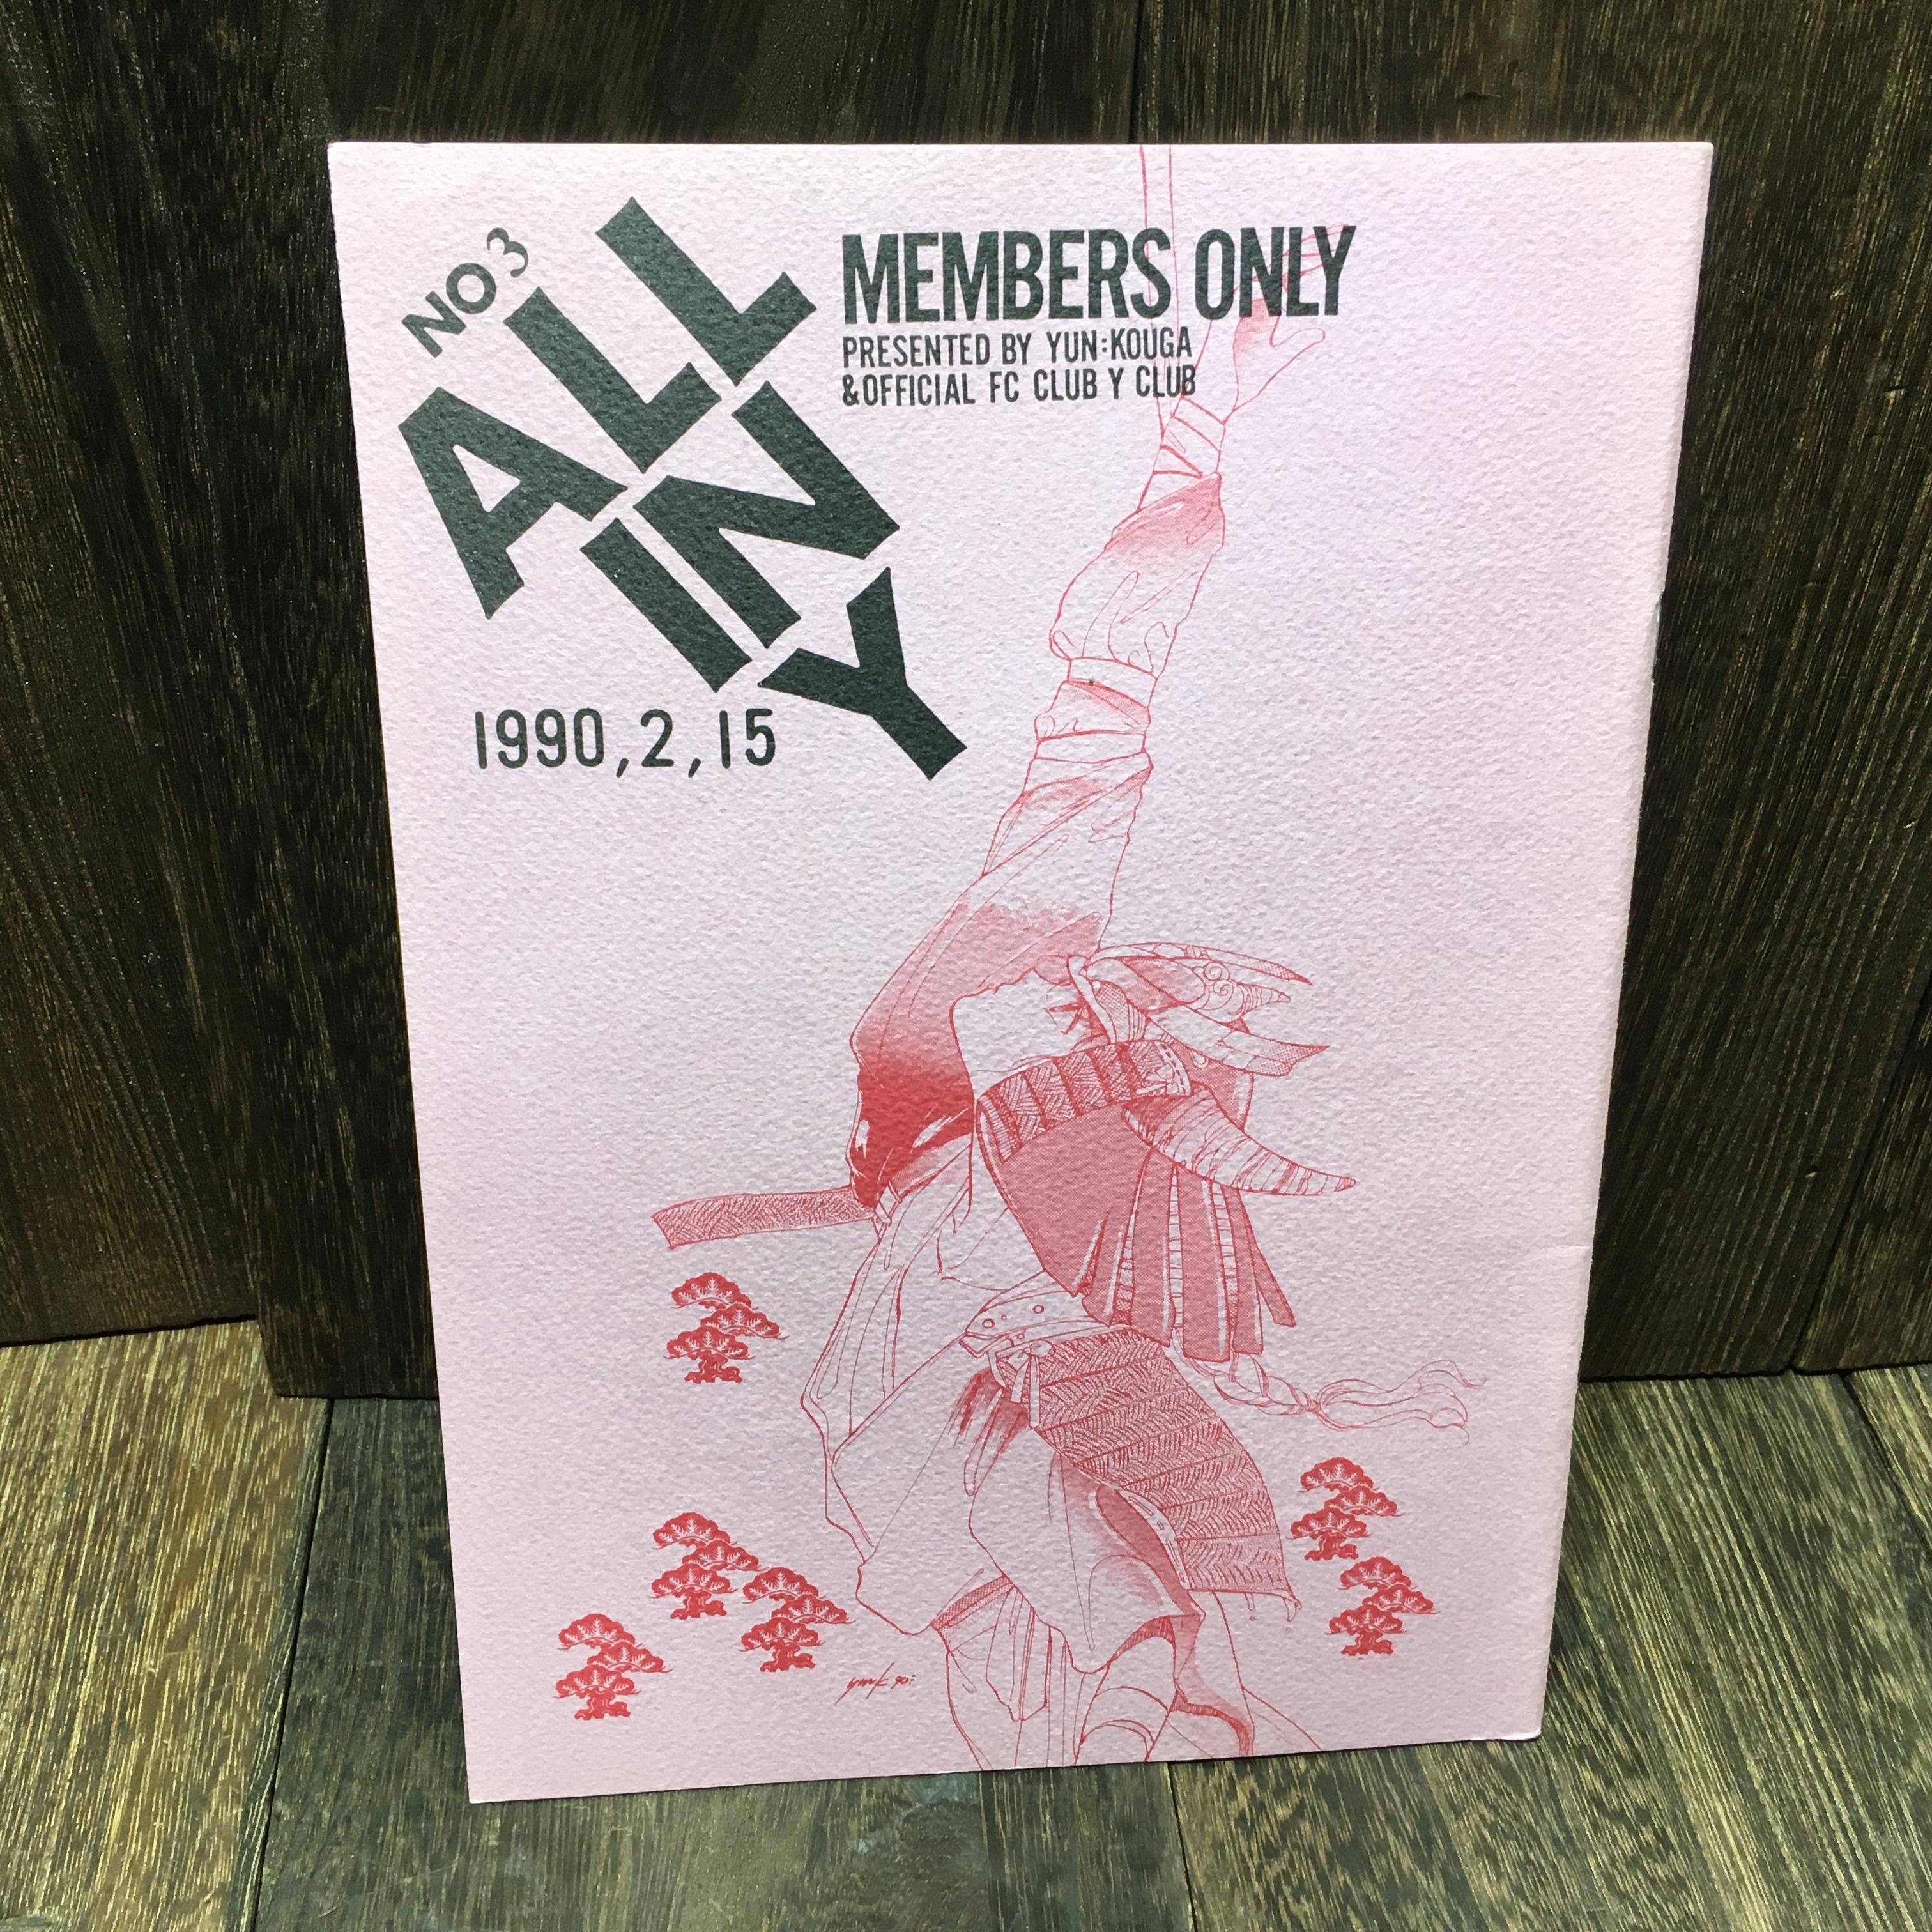 NO3
ALL
IN
Y
1990,2,15
MEMBERS ONLY
PRESENTED BY YUN:KOUGA
&OFFICIAL FC CLUB Y CLUB